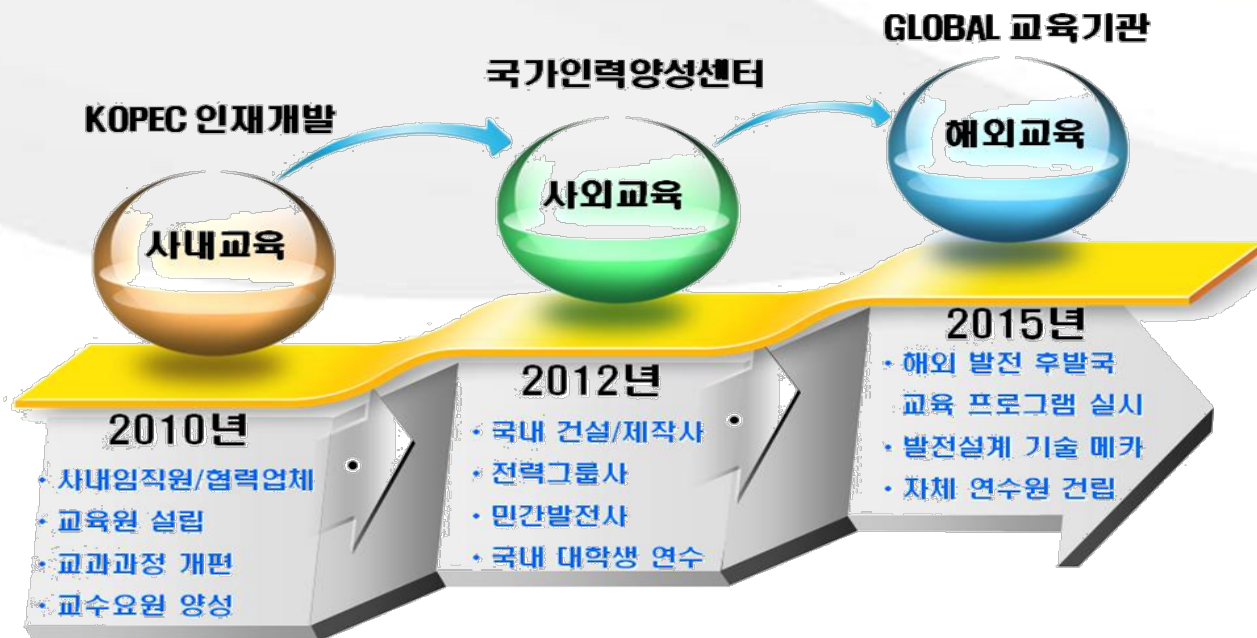 KOPEC 인재개발
사내교육
2010년
· 사내임직원/협력업체
· 교육원 설립
· 교과과정 개편
· 교수요원 양성
국가인력양성센터
사외교육
2012년
· 국내 건설/제작사
· 전력그룹사
· 민간발전사
· 국내 대학생 연수
GLOBAL 교육기관
해외교육
2015년
· 해외 발전 후발국
교육 프로그램 실시
· 발전설계 기술 메카
· 자체 연수원 건립